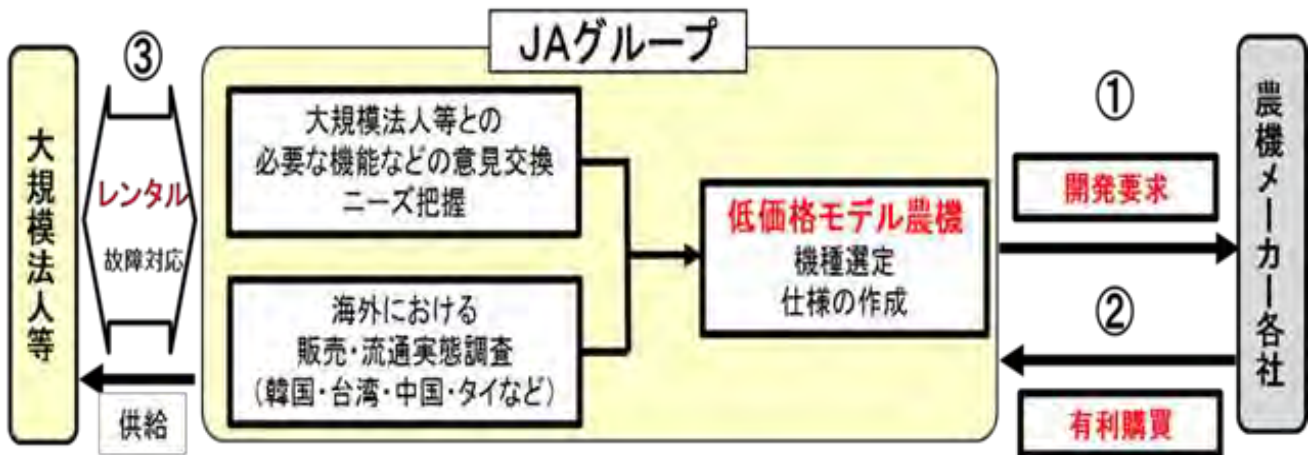 JAグループ
③
大規模法人等
レンタル
故障対応
供給
大規模法人等との
必要な機能などの意見交換
ニーズ把握
海外における
販売・流通実態調査
(韓国・台湾・中国・タイなど)
低価格モデル農機
機種選定
仕様の作成
①
開発要求
②
有利購買
農機メーカー各社